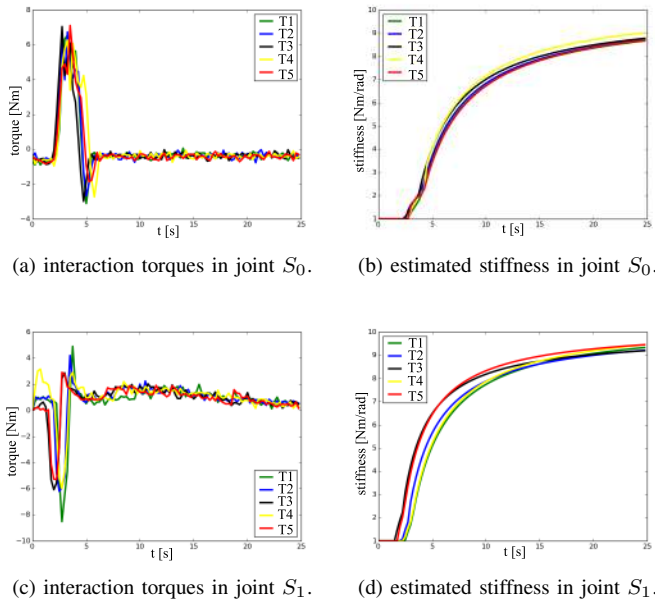 8
6
4
2
0
−2
−4
torque [Nm]
0 5 10 15 20 25
t [s]
T1
T2
T3
T4
T5
(a) interaction torques in joint S0.
10
9
8
7
6
5
4
3
2
1
stiffness [Nm/rad]
0 5 10 15 20 25
t [s]
T1
T2
T3
T4
T5
(b) estimated stiffness in joint S0.
6
4
2
0
−2
−4
−6
−8
−10
torque [Nm]
0 5 10 15 20 25
t [s]
T1
T2
T3
T4
T5
(c) interaction torques in joint S1.
10
9
8
7
6
5
4
3
2
1
stiffness [Nm/rad]
0 5 10 15 20 25
t [s]
T1
T2
T3
T4
T5
(d) estimated stiffness in joint S1.